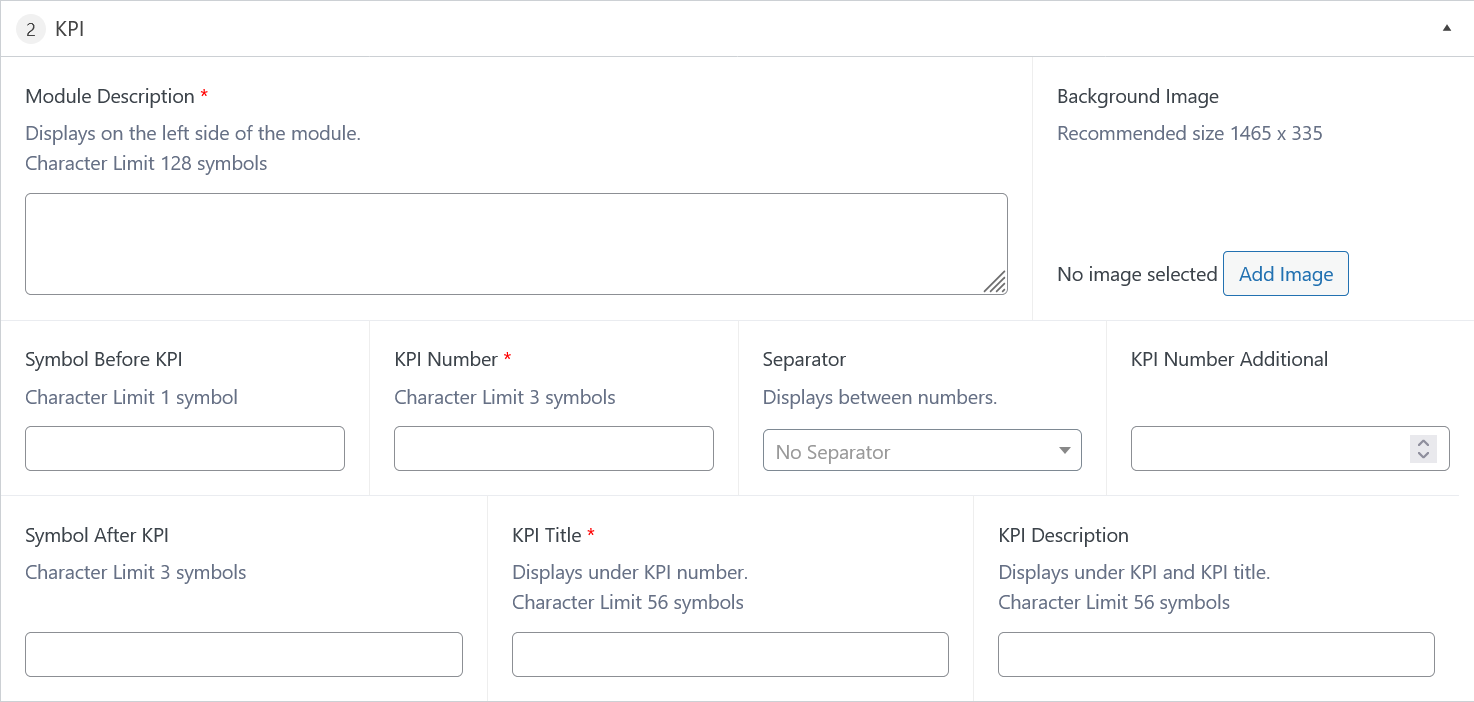 2 KPI
Module Description *
Displays on the left side of the module.
Character Limit 128 symbols
Background Image
Recommended size 1465 x 335
No image selected Add Image
Symbol Before KPI
Character Limit 1 symbol
KPI Number *
Character Limit 3 symbols
Separator
Displays between numbers.
No Separator
KPI Number Additional
Symbol After KPI
Character Limit 3 symbols
KPI Title *
Displays under KPI number.
Character Limit 56 symbols
KPI Description
Displays under KPI and KPI title.
Character Limit 56 symbols